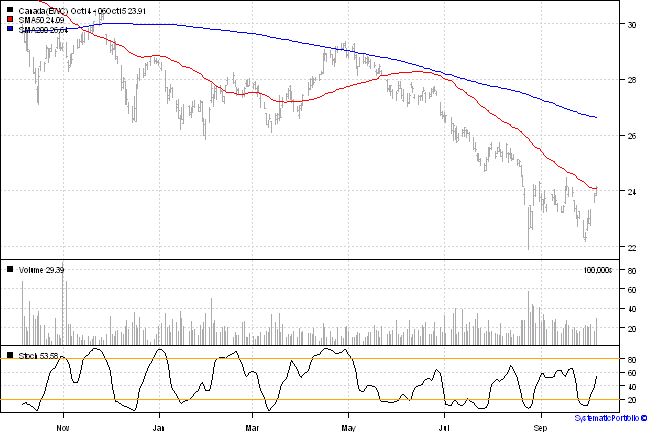 Canada(EWC) Oct14 - 06Oct15 23.91
SMA50 24.09
SMA200 26.64
30
28
26
24
22
Volume 29.39
100,000s
80
60
40
20
Stoch 53.58
80
60
40
20
Nov
Jan
Mar
May
Jul
Sep
SystematicPortfolio ©